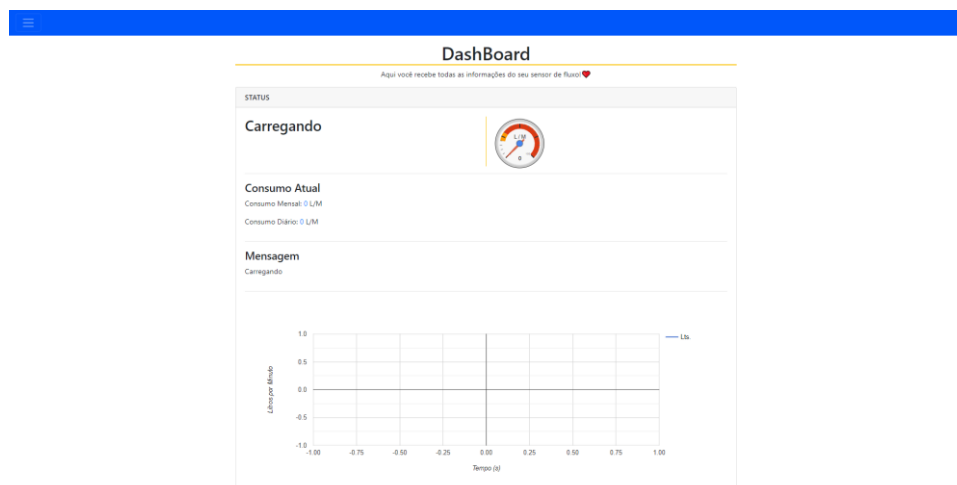 DashBoard
Aqui você recebe todas as informações do seu sensor de fluxo!
STATUS
Carregando
L/M
0
Consumo Atual
Consumo Mensal: 0 L/M
Consumo Diário: 0 L/M
Mensagem
Carregando
1.0
Lts.
0.5
Litros por Minuto
0.0
-0.5
-1.0
-1.00 -0.75 -0.50 -0.25 0.00 0.25 0.50 0.75 1.00
Tempo (s)